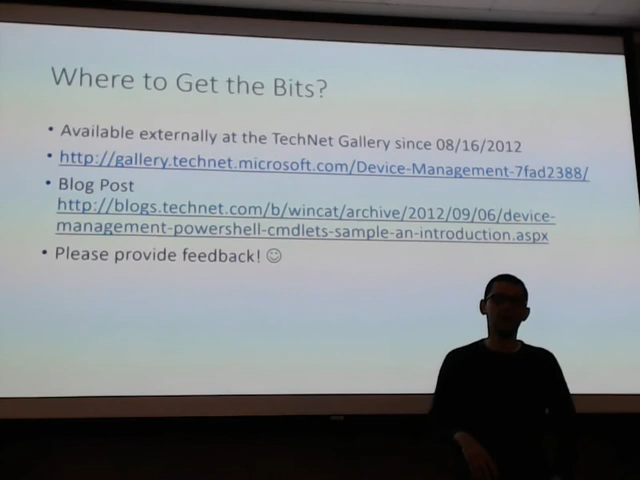 Where to Get the Bits?
• Available externally at the TechNet Gallery since 08/16/2012
• http://gallery.technet.microsoft.com/Device-Management-7fad2388/
• Blog Post
http://blogs.technet.com/b/wincat/archive/2012/09/06/device-
management-powershell-cmdlets-sample-an-introduction.aspx
• Please provide feedback! ☺